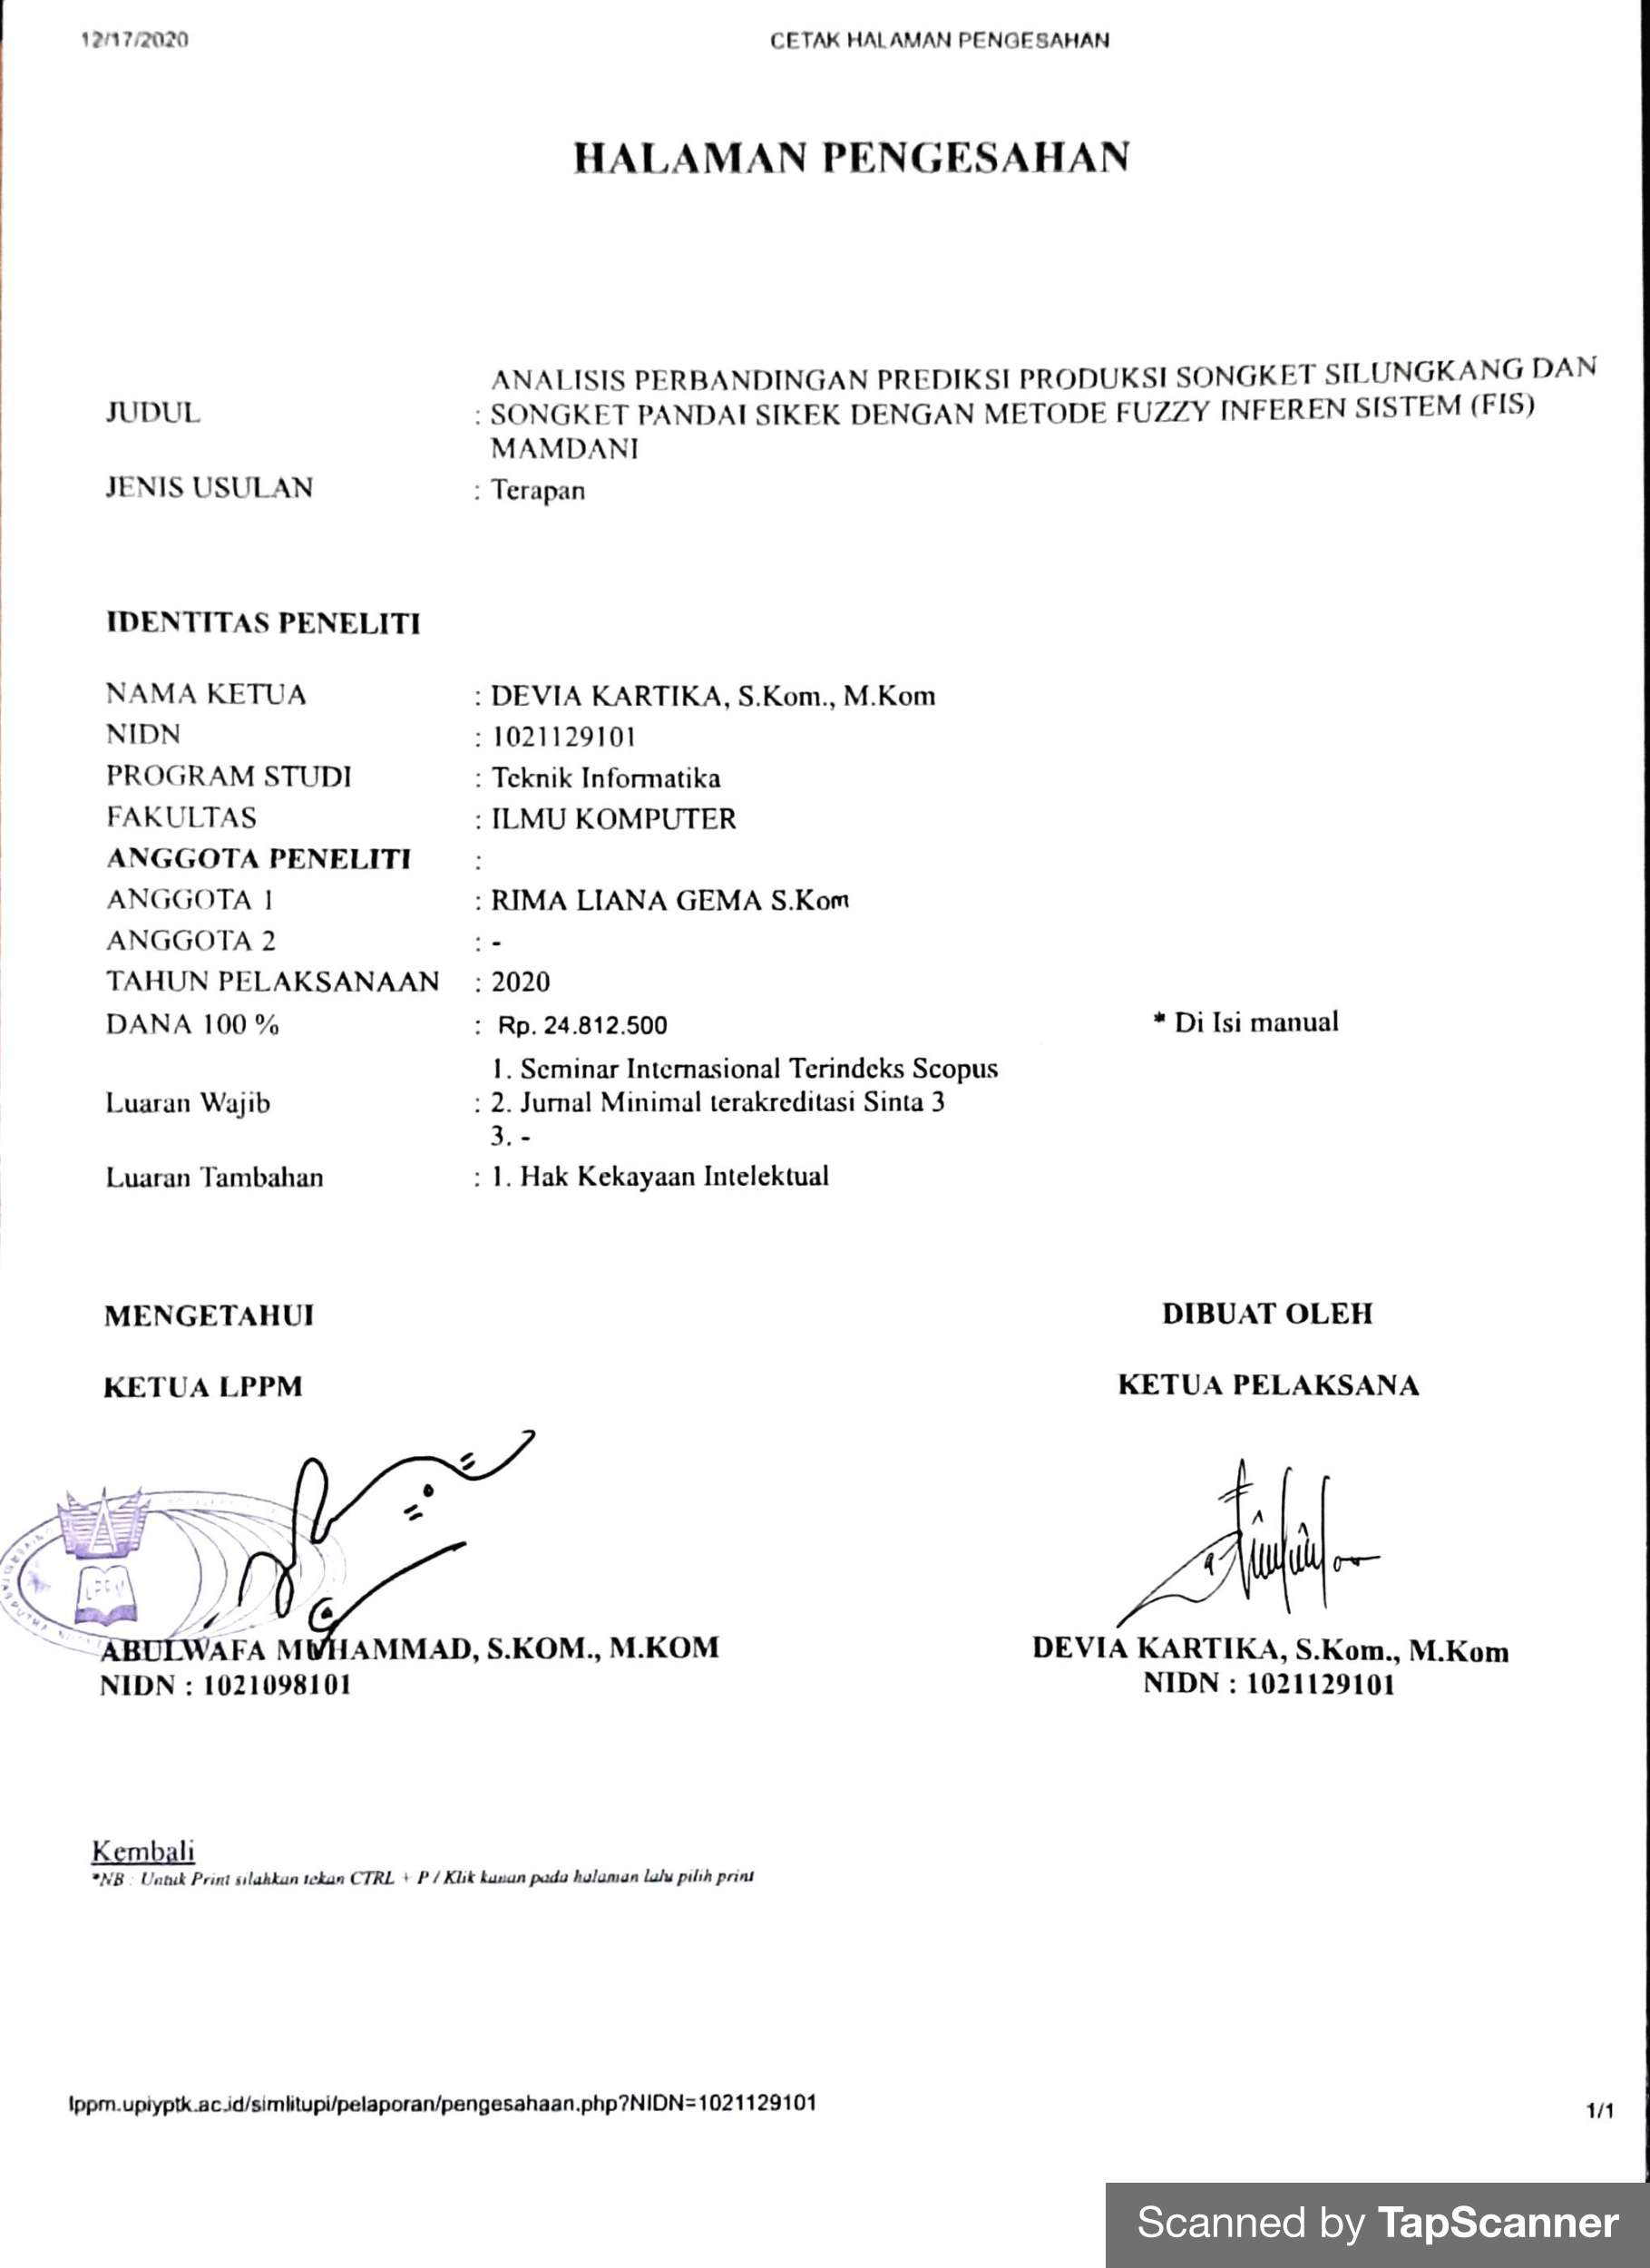 12/17/2020 CETAK HALAMAN PENGESAHAN
HALAMAN PENGESAHAN
ANALISIS PERBANDINGAN PREDIKSI PRODUKSI SONGKET SILUNGKANG DAN
JUDUL : SONGKET PANDAI SIKEK DENGAN METODE FUZZY INFEREN SISTEM (FIS)
MAMDANI
JENIS USULAN : Terapan
IDENTITAS PENELITI
NAMA KETUA : DEVIA KARTIKA, S.Kom., M.Kom
NIDN : 1021129101
PROGRAM STUDI : Teknik Informatika
FAKULTAS : ILMU KOMPUTER
ANGGOTA PENELITI :
ANGGOTA 1 : RIMA LIANA GEMA S.Kom
ANGGOTA 2 : -
TAHUN PELAKSANAAN : 2020
DANA 100 % : Rp. 24.812.500 * Di Isi manual
1. Seminar Internasional Terindeks Scopus
Luaran Wajib : 2. Jurnal Minimal terakreditasi Sinta 3
3. -
Luaran Tambahan : 1. Hak Kekayaan Intelektual
MENGETAHUI DIBUAT OLEH
KETUA LPPM KETUA PELAKSANA
LPPM
ABULWAFA MUHAMMAD, S.KOM., M.KOM DEVIA KARTIKA, S.Kom., M.Kom
NIDN : 1021098101 NIDN : 1021129101
Kembali
*NB : Untuk Print silahkan tekan CTRL + P / Klik kanan pada halaman lalu pilih print
lppm.upiyptk.ac.id/simlitupi/pelaporan/pengesahaan.php?NIDN=1021129101 1/1
Scanned by TapScanner